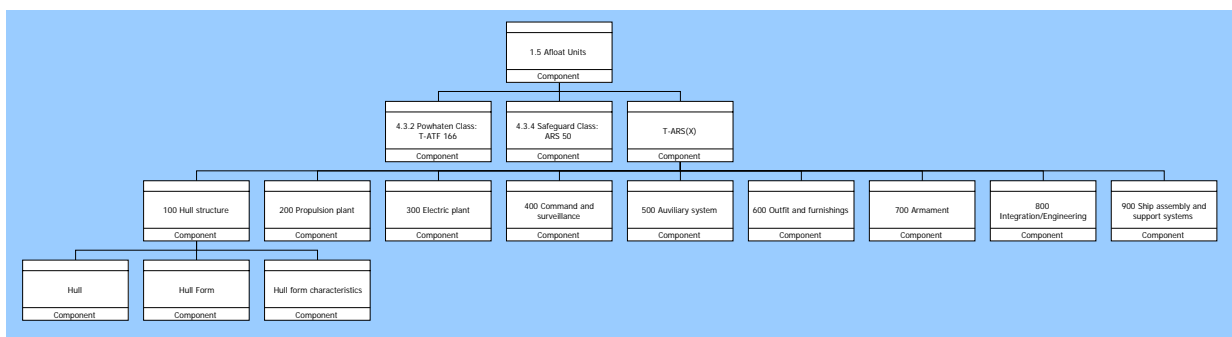 1.5 Afloat Units
Component
4.3.2 Powhaten Class:
T-ATF 166
Component
4.3.4 Safeguard Class:
ARS 50
Component
T-ARS(X)
Component
100 Hull structure
Component
200 Propulsion plant
Component
300 Electric plant
Component
400 Command and
surveillance
Component
500 Auviliary system
Component
600 Outfit and furnishings
Component
700 Armament
Component
800
Integration/Engineering
Component
900 Ship assembly and
support systems
Component
Hull
Component
Hull Form
Component
Hull form characteristics
Component